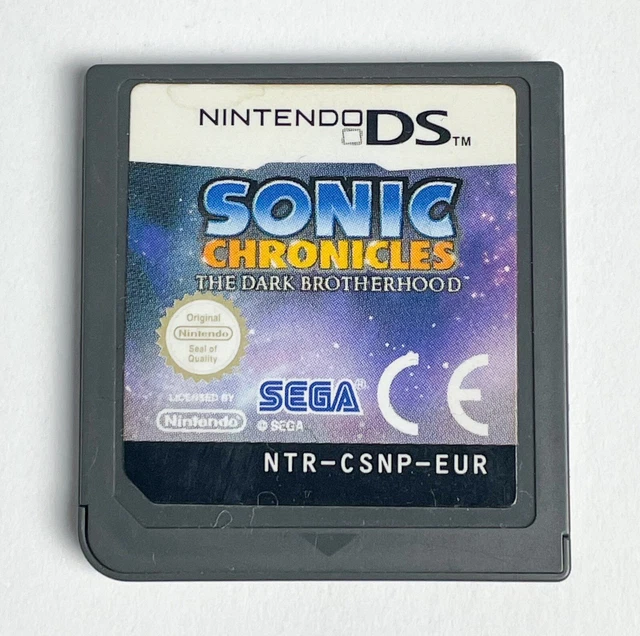 NINTENDO DS™
SONIC
CHRONICLES
THE DARK BROTHERHOOD™
Original
Nintendo
Seal of
Quality
LICENSED BY
Nintendo
SEGA®
© SEGA
CE
NTR-CSNP-EUR